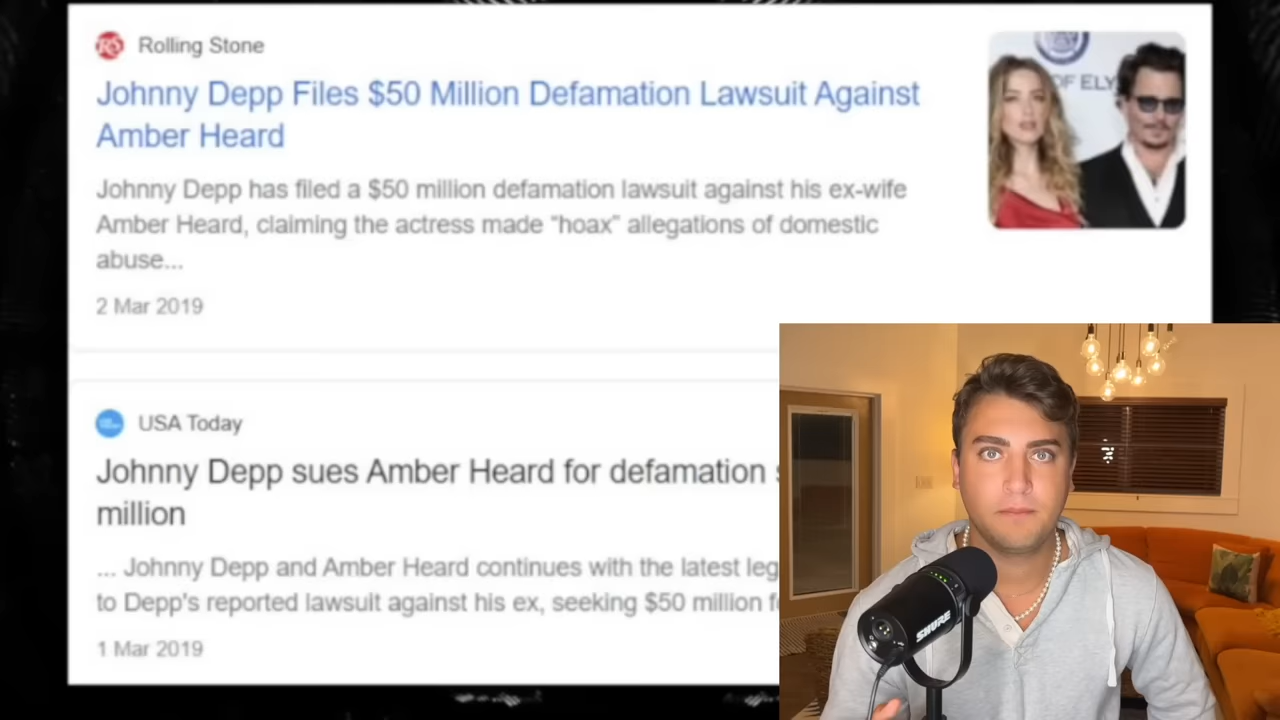 Rolling Stone
Johnny Depp Files $50 Million Defamation Lawsuit Against
Amber Heard
Johnny Depp has filed a $50 million defamation lawsuit against his ex-wife
Amber Heard, claiming the actress made “hoax” allegations of domestic
abuse...
2 Mar 2019
OF ELY
USA Today
Johnny Depp sues Amber Heard for defamation
million
... Johnny Depp and Amber Heard continues with the latest leg
to Depp's reported lawsuit against his ex, seeking $50 million
1 Mar 2019
SHURE